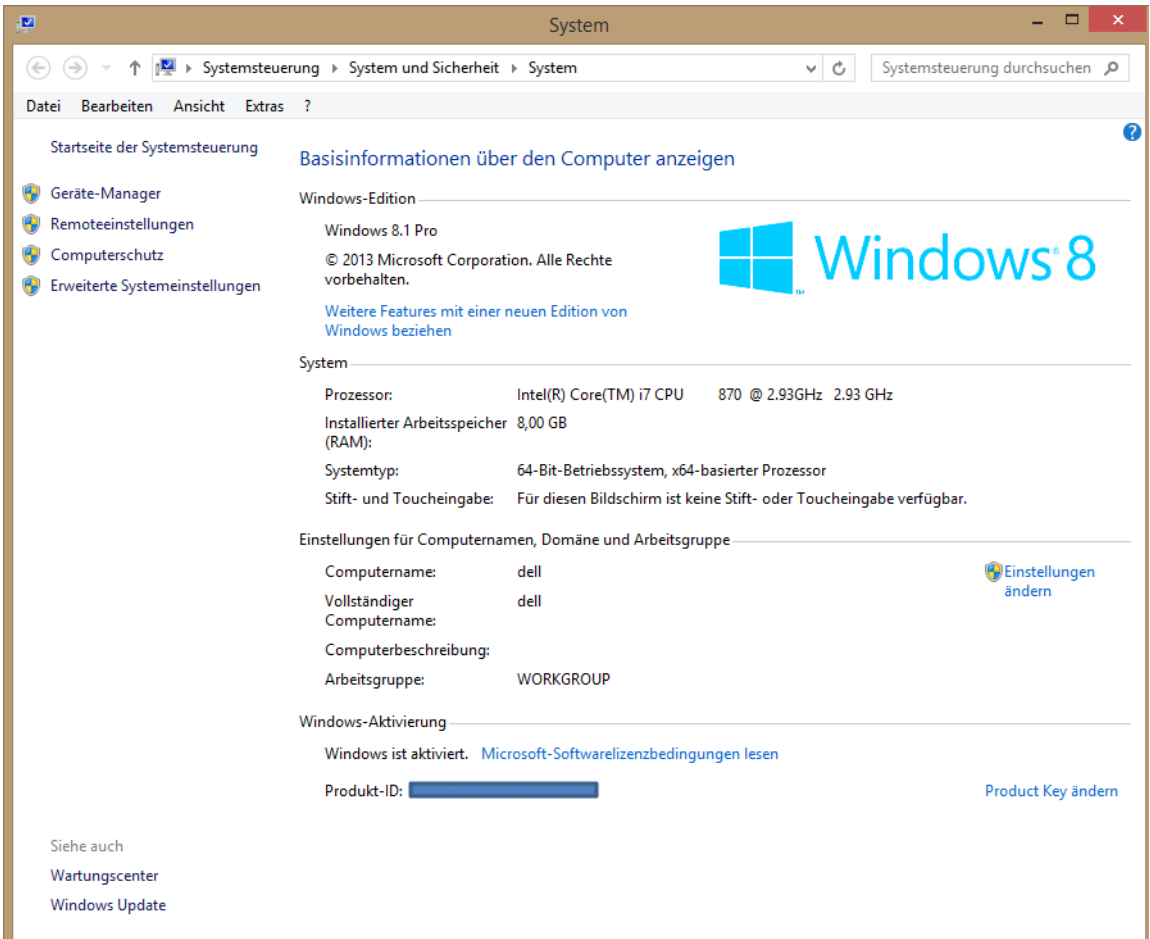 System
Systemsteuerung System und Sicherheit System
Systemsteuerung durchsuchen
Datei Bearbeiten Ansicht Extras ?
?
Startseite der Systemsteuerung
Geräte-Manager
Remoteeinstellungen
Computerschutz
Erweiterte Systemeinstellungen
Basisinformationen über den Computer anzeigen
Windows-Edition
Windows 8.1 Pro
© 2013 Microsoft Corporation. Alle Rechte
vorbehalten.
Weitere Features mit einer neuen Edition von
Windows beziehen
Windows® 8
TM
System
Prozessor: Intel(R) Core(TM) i7 CPU 870 @ 2.93GHz 2.93 GHz
Installierter Arbeitsspeicher 8,00 GB
(RAM):
Systemtyp: 64-Bit-Betriebssystem, x64-basierter Prozessor
Stift- und Toucheingabe: Für diesen Bildschirm ist keine Stift- oder Toucheingabe verfügbar.
Einstellungen für Computernamen, Domäne und Arbeitsgruppe
Computername: dell
Einstellungen
ändern
Vollständiger dell
Computername:
Computerbeschreibung:
Arbeitsgruppe: WORKGROUP
Windows-Aktivierung
Windows ist aktiviert. Microsoft-Softwarelizenzbedingungen lesen
Produkt-ID:
Product Key ändern
Siehe auch
Wartungscenter
Windows Update